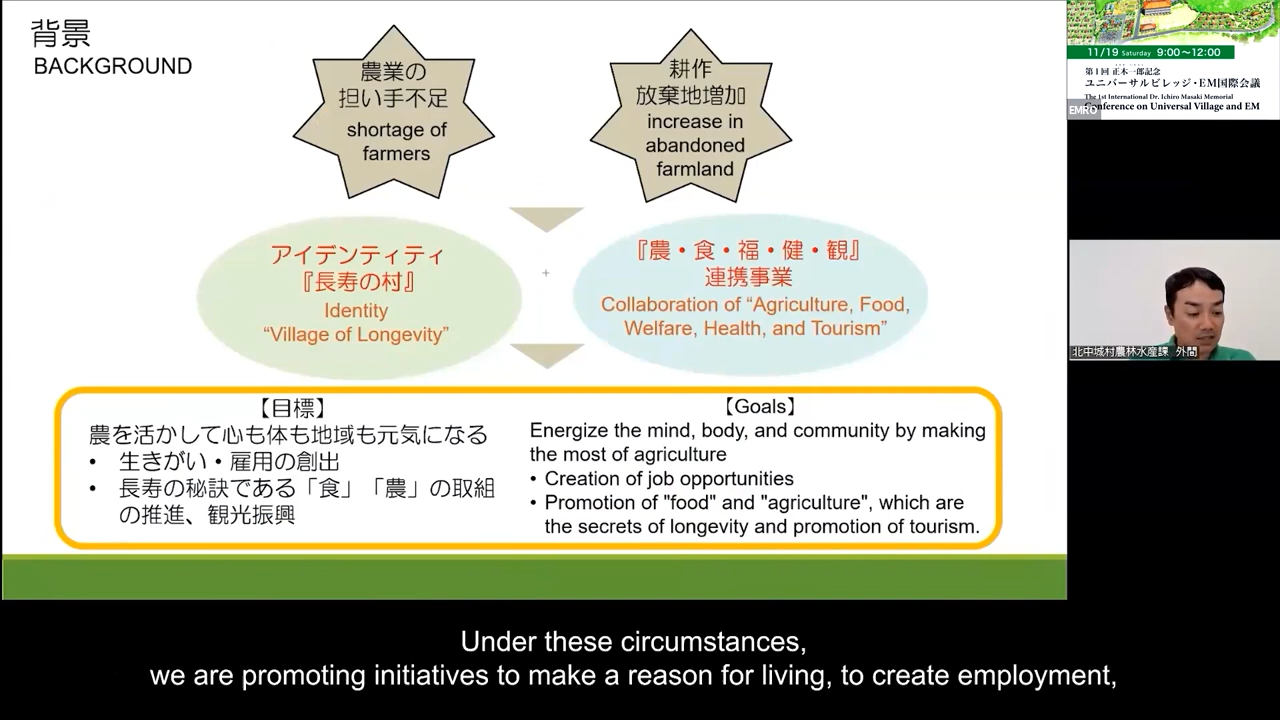 背景
BACKGROUND
農業の
担い手不足
shortage of
farmers
耕作
放棄地増加
increase in
abandoned
farmland
アイデンティティ
『長寿の村』
Identity
“Village of Longevity”
『農・食・福・健・観』
連携事業
Collaboration of “Agriculture, Food,
Welfare, Health, and Tourism”
【目標】
農を活かして心も体も地域も元気になる
• 生きがい・雇用の創出
• 長寿の秘訣である「食」「農」の取組
の推進、観光振興
【Goals】
Energize the mind, body, and community by making
the most of agriculture
• Creation of job opportunities
• Promotion of "food" and "agriculture", which are
the secrets of longevity and promotion of tourism.
11/19 Saturday 9:00～12:00
第1回 正木一郎記念
ユニバーサルビレッジ・EM国際会議
The 1st International Dr. Ichiro Masaki Memorial
Conference on Universal Village and EM
EMRO
北中城村農林水産課 外間
Under these circumstances,
we are promoting initiatives to make a reason for living, to create employment,